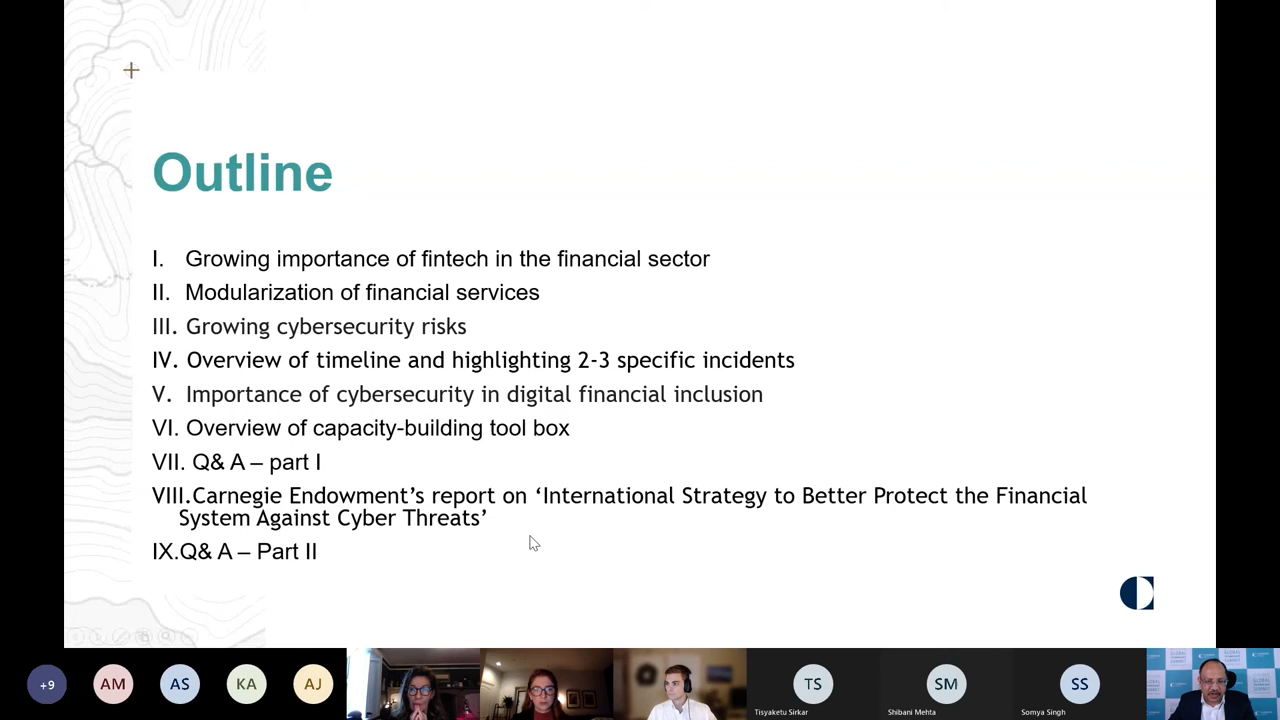 Outline
I. Growing importance of fintech in the financial sector
II. Modularization of financial services
III. Growing cybersecurity risks
IV. Overview of timeline and highlighting 2-3 specific incidents
V. Importance of cybersecurity in digital financial inclusion
VI. Overview of capacity-building tool box
VII. Q& A – part I
VIII.Carnegie Endowment’s report on ‘International Strategy to Better Protect the Financial
System Against Cyber Threats’
IX.Q& A – Part II
+9
AM
AS
KA
AJ
TS
SM
SS
Tisyaketu Sirkar
Shibani Mehta
Somya Singh